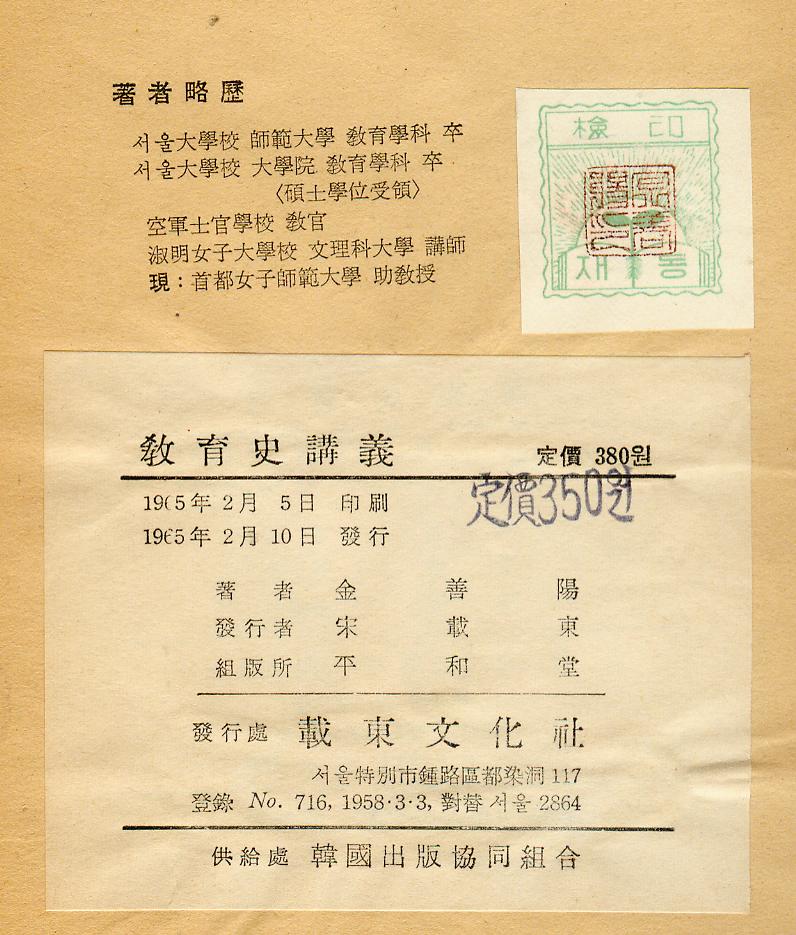 著者略歷
서울大學校 師範大學 敎育學科 卒
서울大學校 大學院 敎育學科 卒
〈碩士學位受領〉
空軍士官學校 敎官
淑明女子大學校 文理科大學 講師
現：首都女子師範大學 助敎授
檢印
재동
敎育史講義 定價 380원
定價350원
1965年 2月 5日 印刷
1965年 2月 10日 發行
著者 金善陽
發行者 宋載東
組版所 平和堂
發行處 載東文化社
서울特別市鍾路區都染洞 117
登錄 No. 716, 1958·3·3, 對替 서울 2864
供給處 韓國出版協同組合